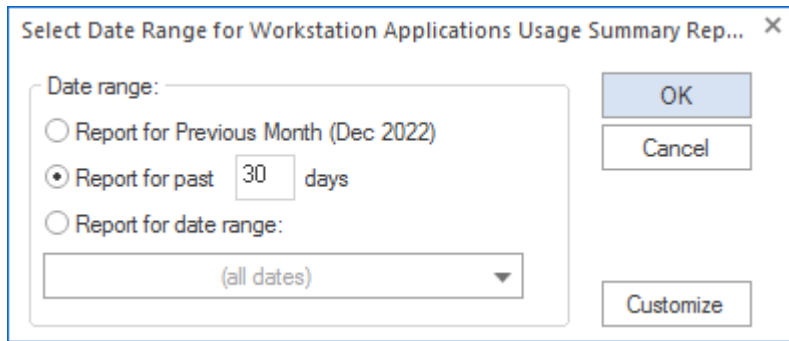 Select Date Range for Workstation Applications Usage Summary Rep...
Date range:
Report for Previous Month (Dec 2022)
Report for past 30 days
Report for date range:
(all dates)
OK
Cancel
Customize